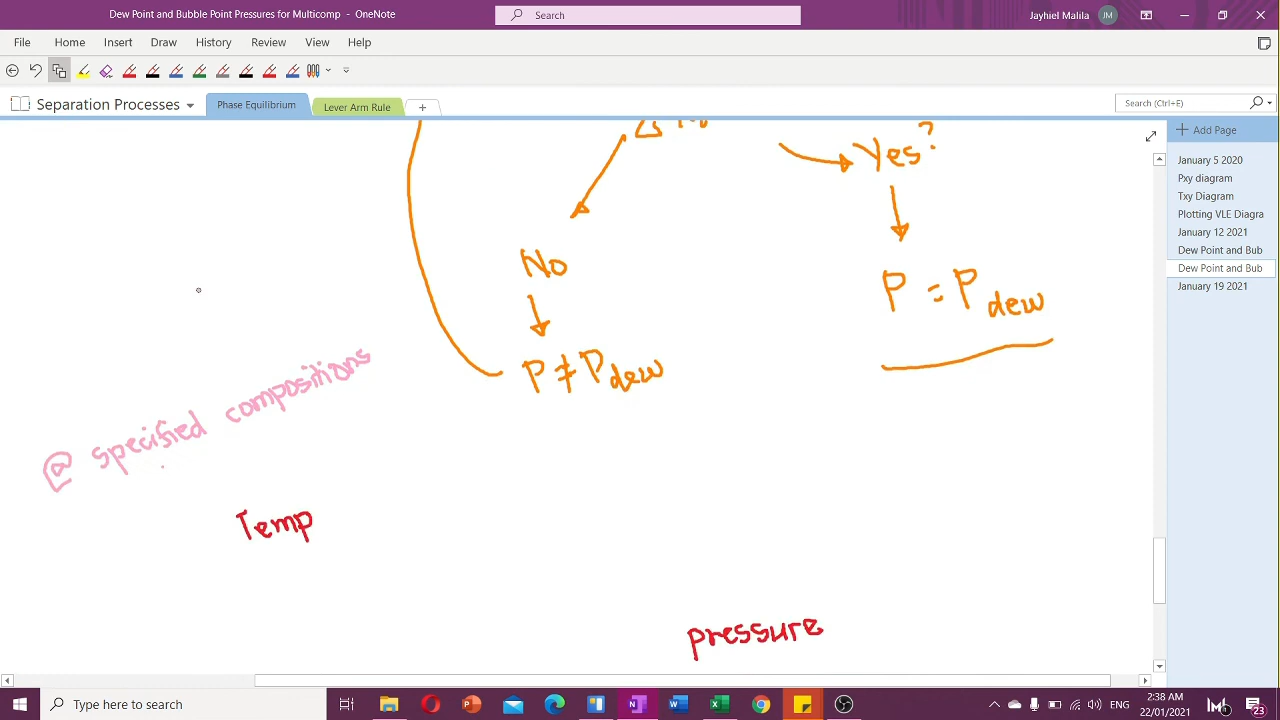 Dew Point and Bubble Point Pressures for Multicomp - OneNote
Search
Jayhiel Malila
JM
File Home Insert Draw History Review View Help
Separation Processes
Phase Equilibrium
Lever Arm Rule
Search (Ctrl+E)
Add Page
January 5 2020
Pxy diagram
Txy Diagram
Plotting VLE Diagra
January 12 2021
Dew Point and Bub
Dew Point and Bub
January 19 2021
Yes?
No
P = P dew
P ≠ P dew
@ specified compositions
Temp
pressure
Type here to search
ENG
2:38 AM
22/01/2021
23